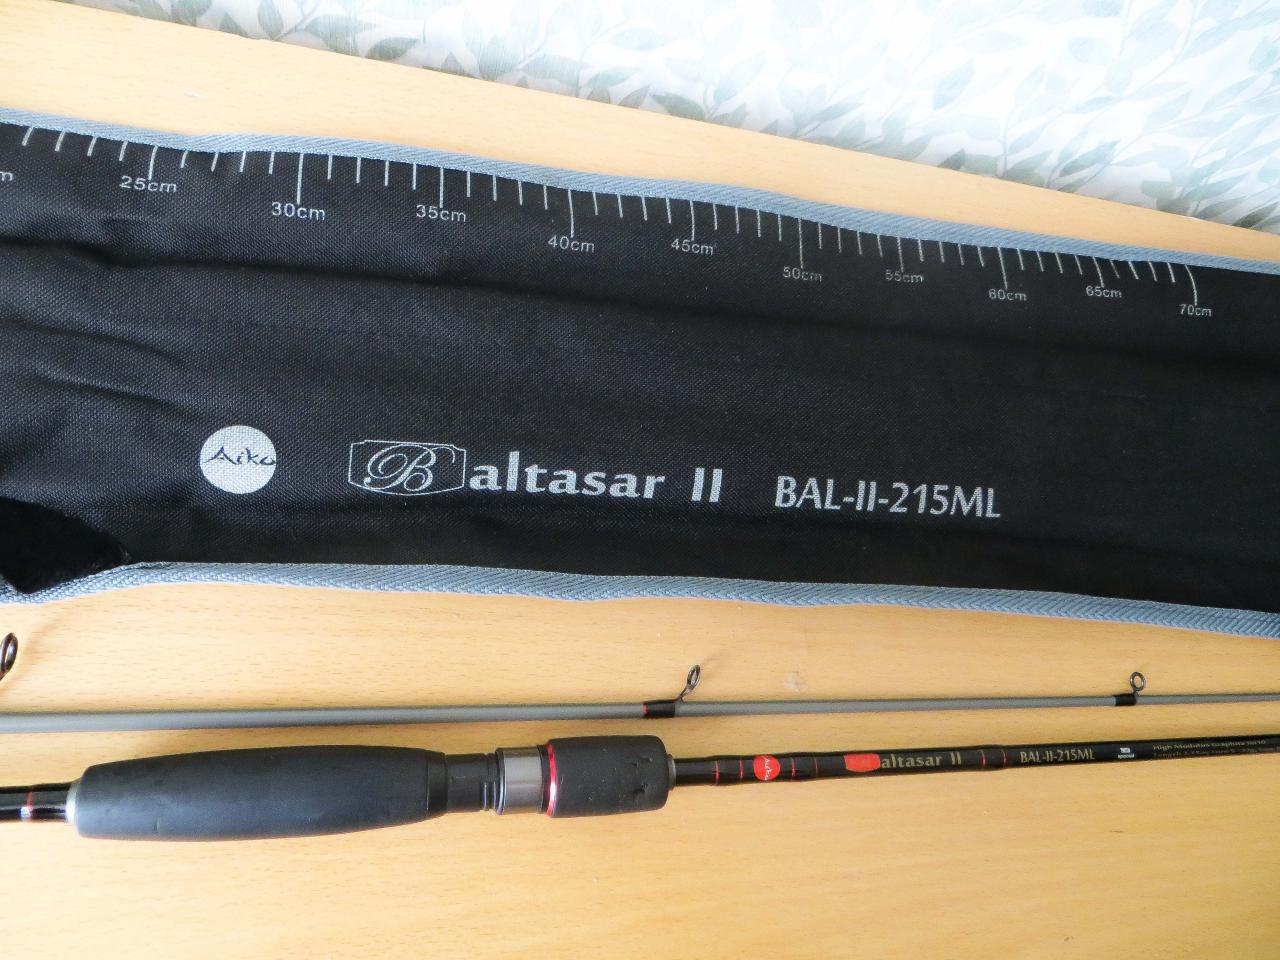 25cm
30cm
35cm
40cm
45cm
50cm
55cm
60cm
65cm
70cm
Aiko
Baltasar II
BAL-II-215ML
Aiko
Baltasar II
BAL-II-215ML
High Modulus Graphite